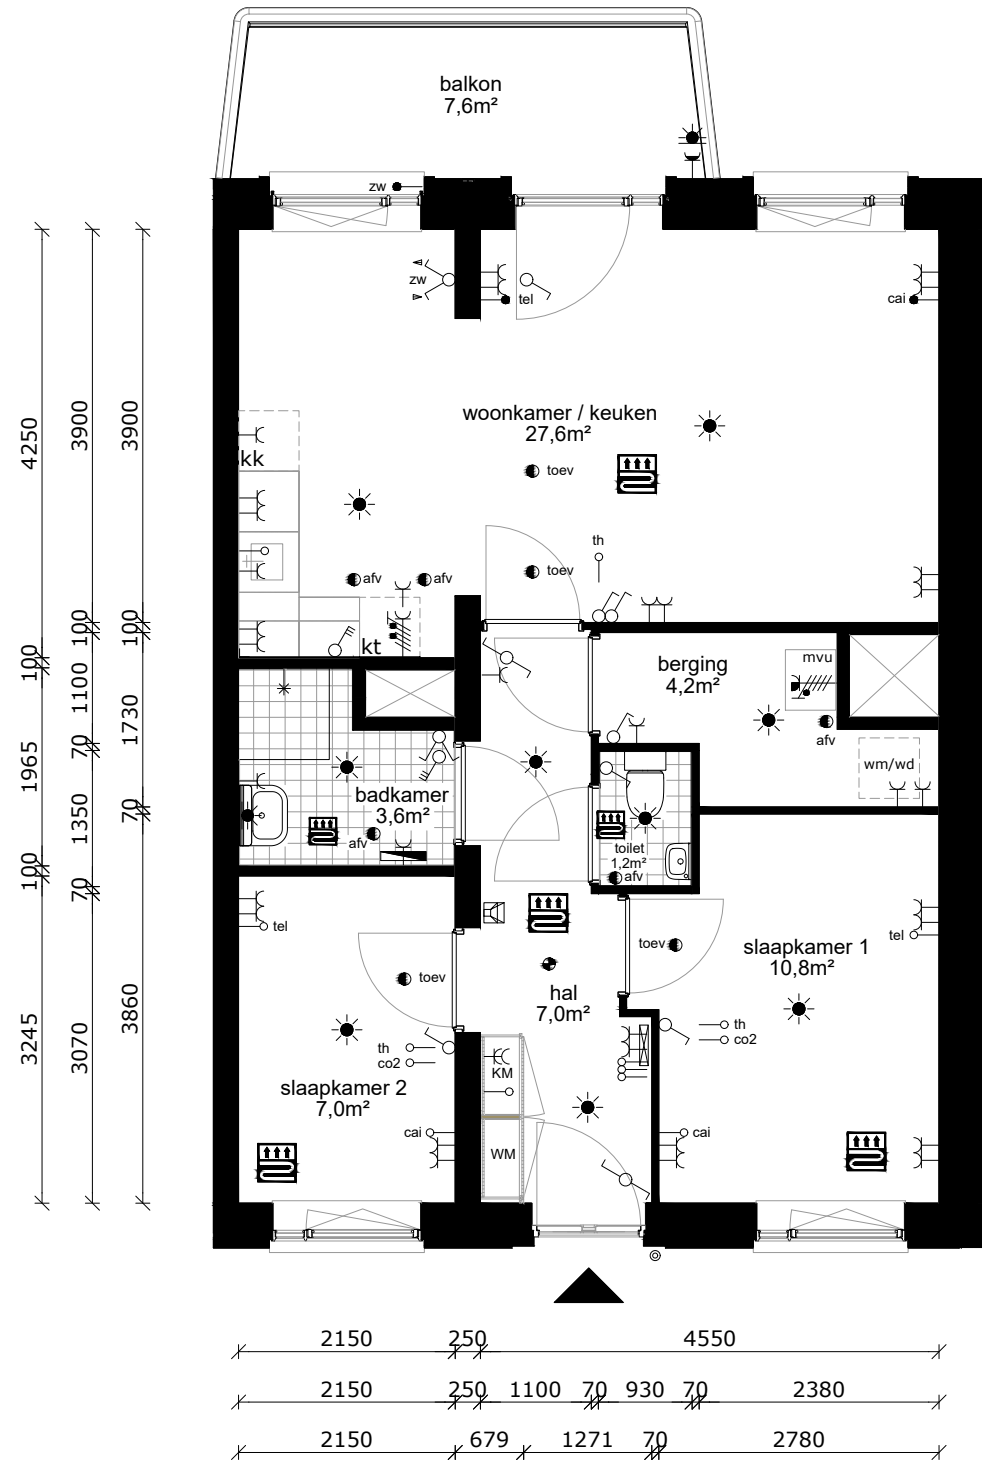 balkon
7,6m²
zw
zw
tel
cai
woonkamer / keuken
27,6m²
kk
toev
th
toev
afv
afv
kt
berging
4,2m²
mvu
afv
wm/wd
badkamer
3,6m²
afv
toilet
1,2m²
afv
tel
toev
toev
tel
slaapkamer 1
10,8m²
hal
7,0m²
th
co2
th
co2
slaapkamer 2
7,0m²
KM
cai
cai
WM
4250
100
1965
100
3245
3900
100
1100
70
1350
70
3070
3900
100
1730
70
3860
2150 250 4550
2150 250 1100 70 930 70 2380
2150 679 1271 70 2780